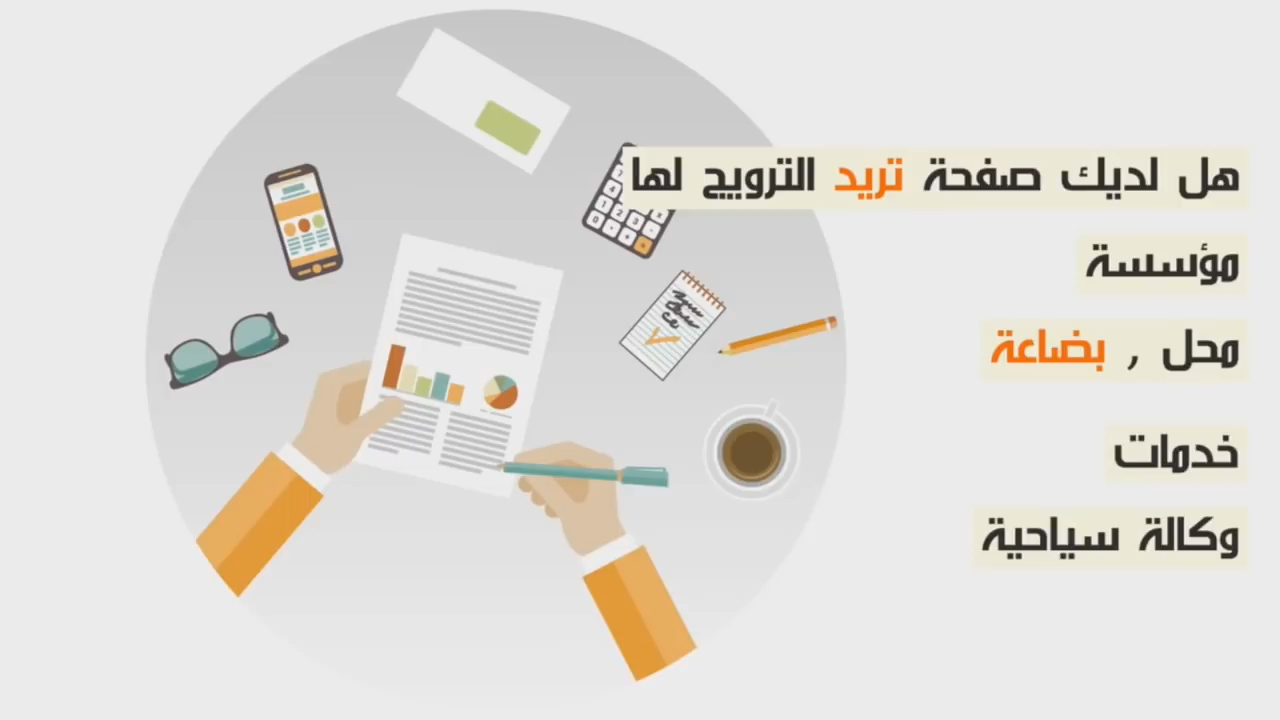 هل لديك صفحة تريد الترويج لها
مؤسسة
محل , بضاعة
خدمات
وكالة سياحية